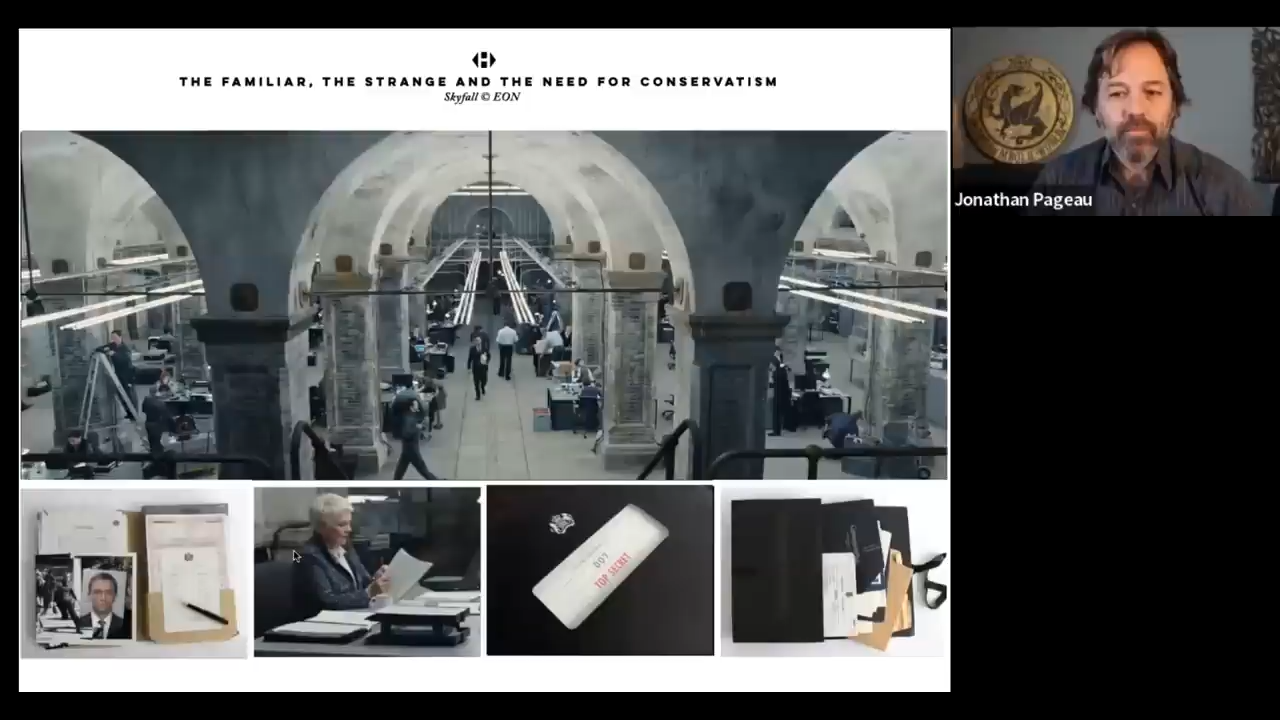 THE FAMILIAR, THE STRANGE AND THE NEED FOR CONSERVATISM
Skyfall © EON
Jonathan Pageau
007
TOP SECRET